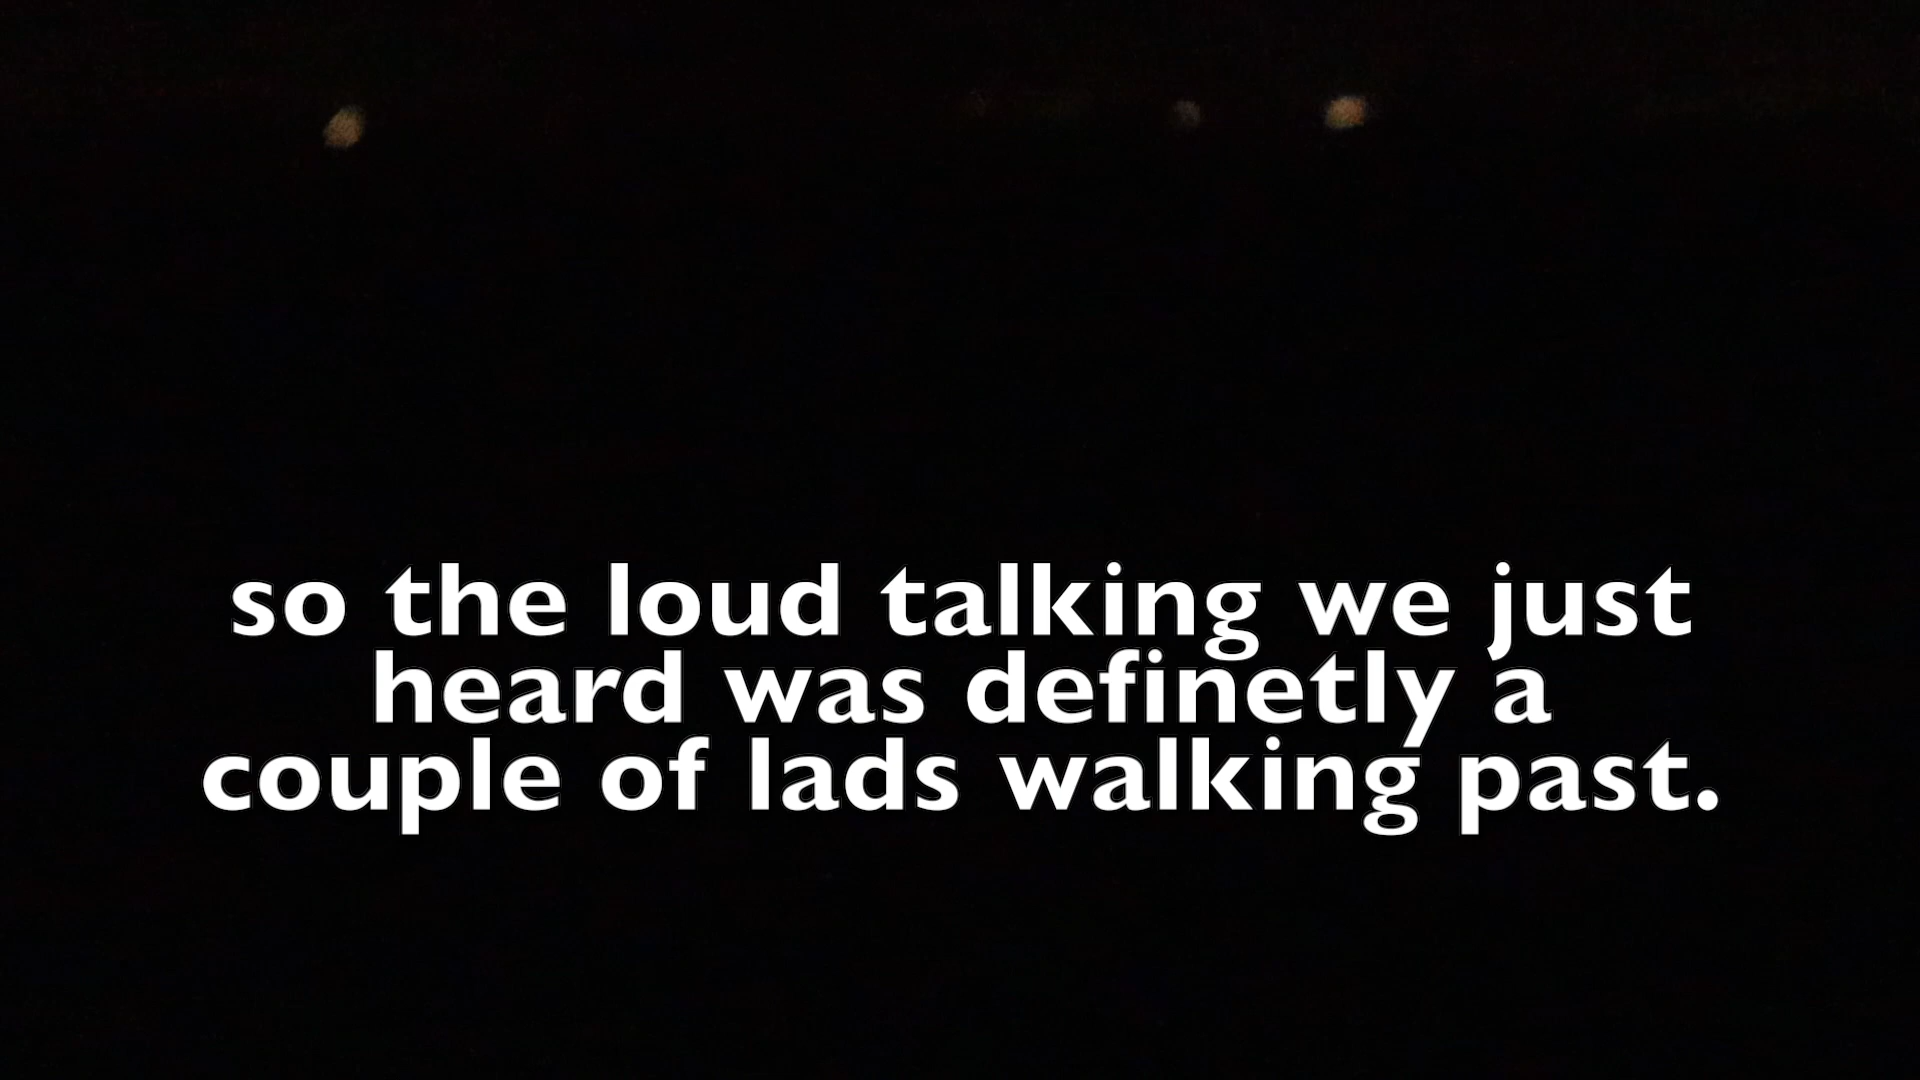 so the loud talking we just
heard was definetly a
couple of lads walking past.